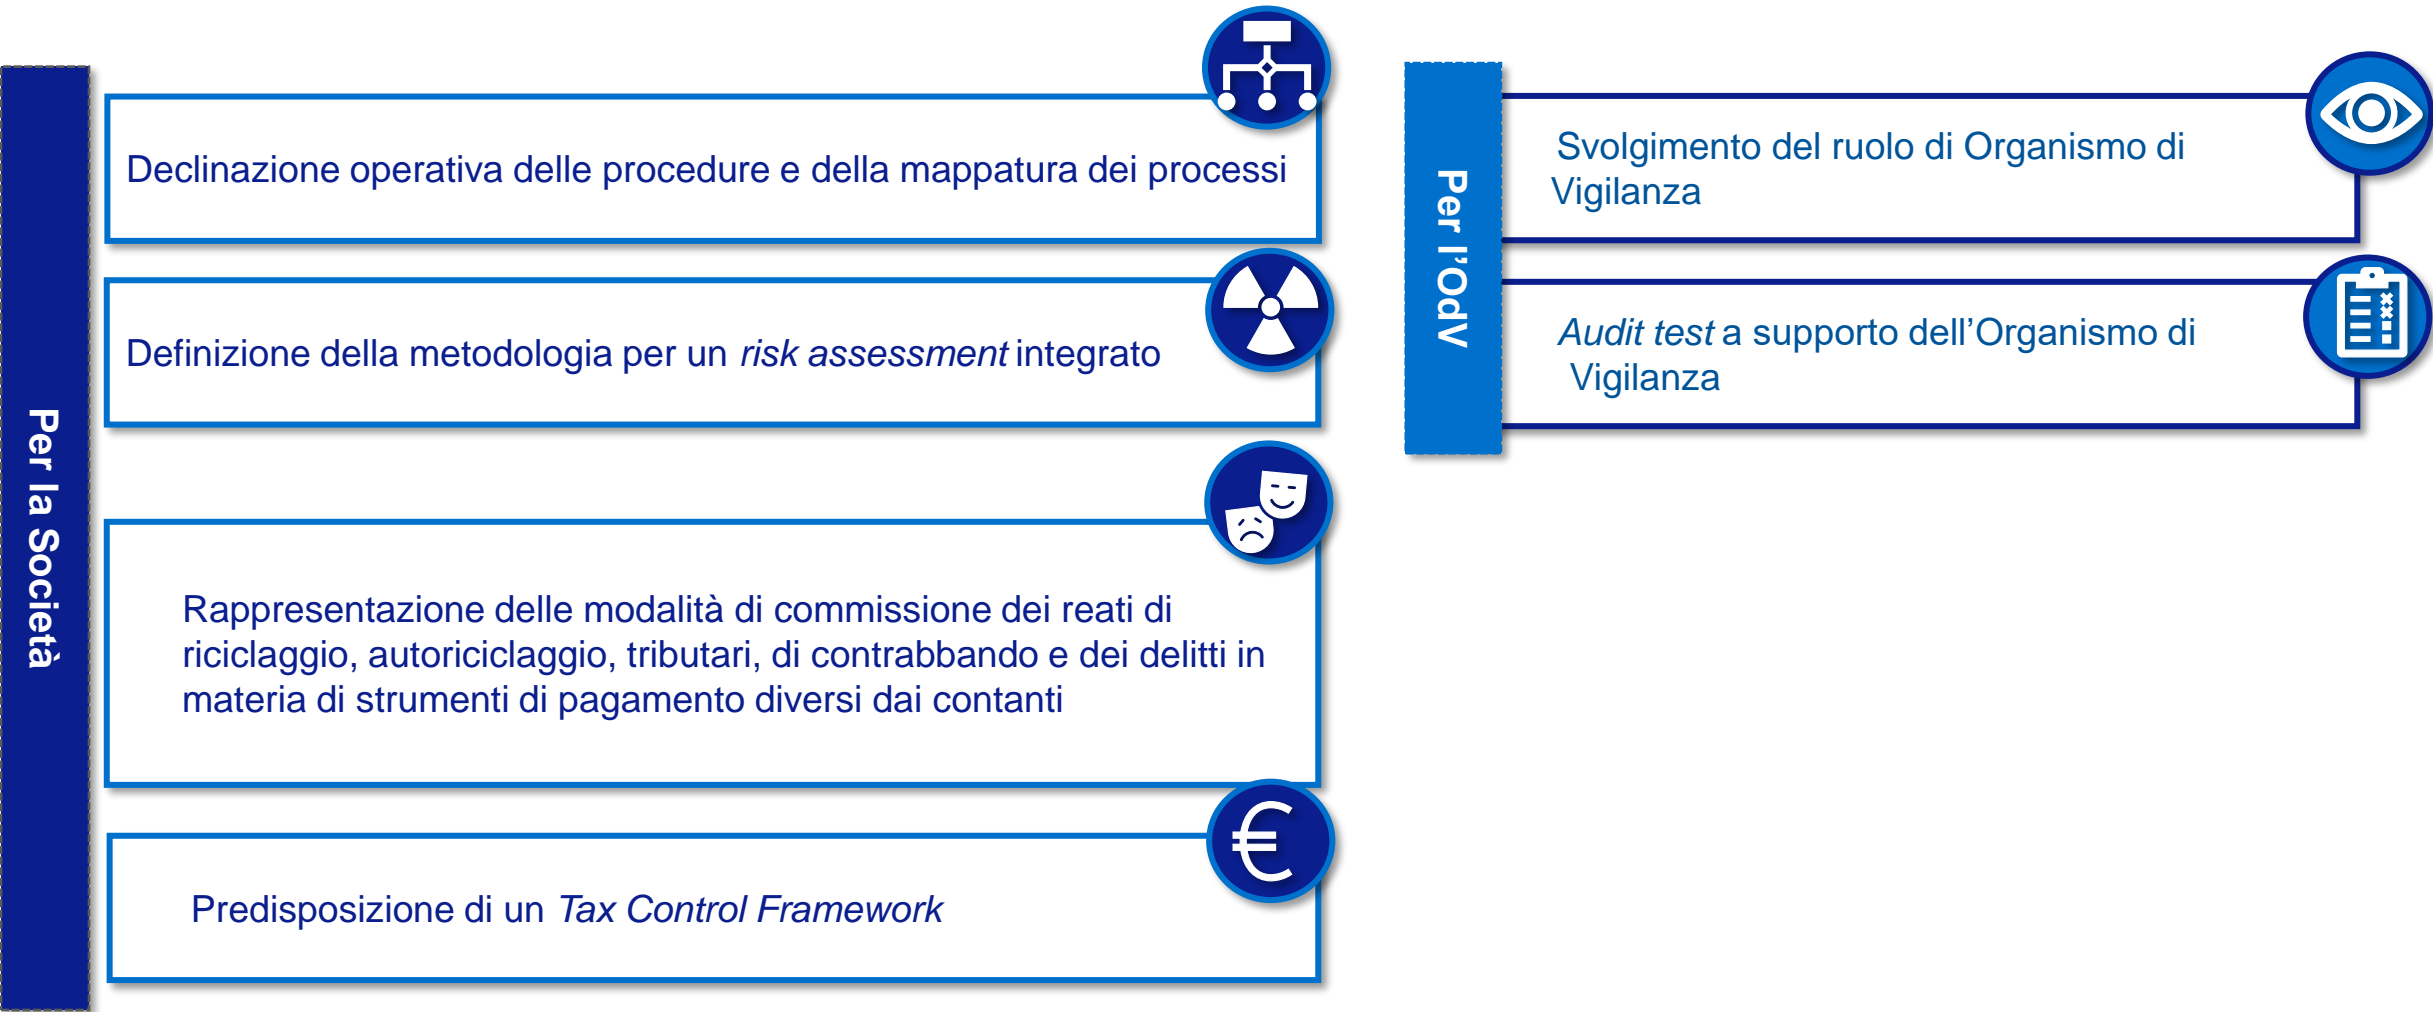 Per la Società
Declinazione operativa delle procedure e della mappatura dei processi
Definizione della metodologia per un risk assessment integrato
Rappresentazione delle modalità di commissione dei reati di
riciclaggio, autoriciclaggio, tributari, di contrabbando e dei delitti in
materia di strumenti di pagamento diversi dai contanti
€
Predisposizione di un Tax Control Framework
Per l’OdV
Svolgimento del ruolo di Organismo di
Vigilanza
Audit test a supporto dell’Organismo di
Vigilanza